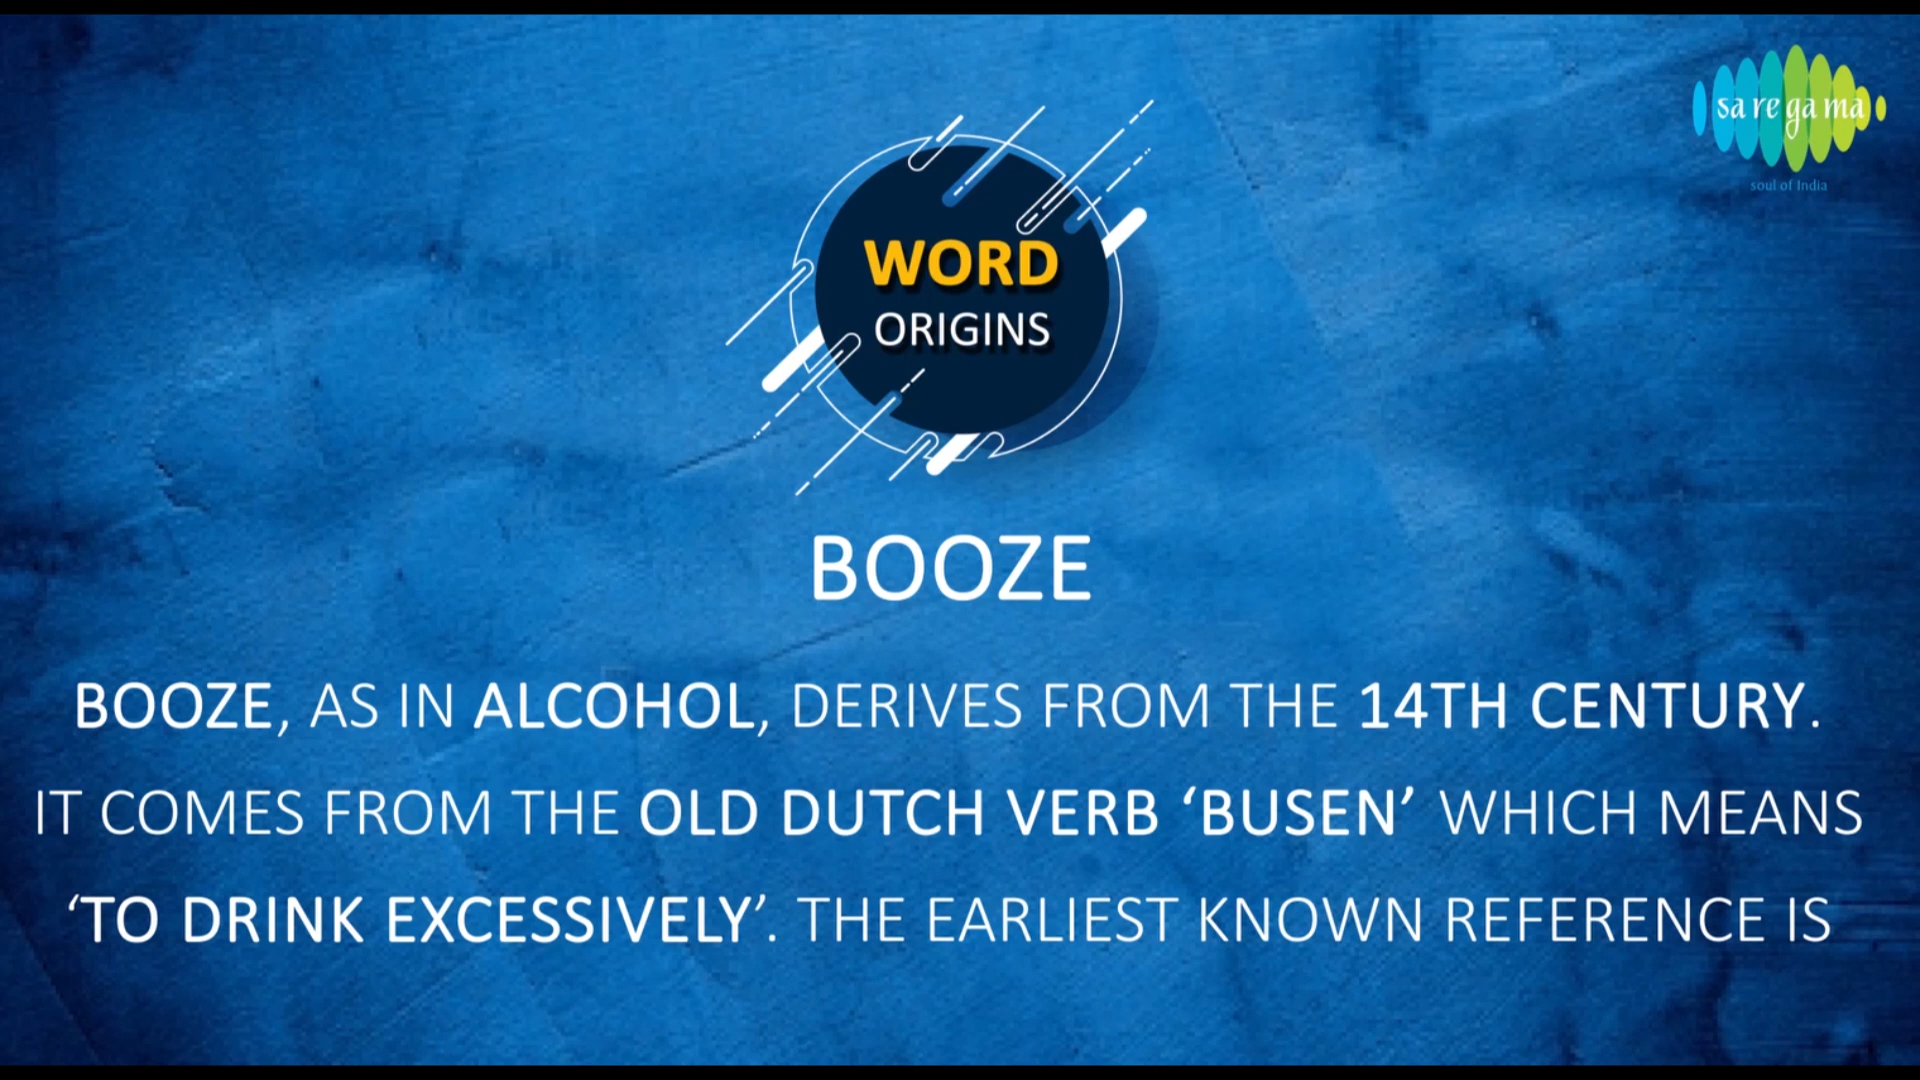 sa re ga ma
soul of India
WORD
ORIGINS
BOOZE
BOOZE, AS IN ALCOHOL, DERIVES FROM THE 14TH CENTURY.
IT COMES FROM THE OLD DUTCH VERB ‘BUSEN’ WHICH MEANS
‘TO DRINK EXCESSIVELY’. THE EARLIEST KNOWN REFERENCE IS